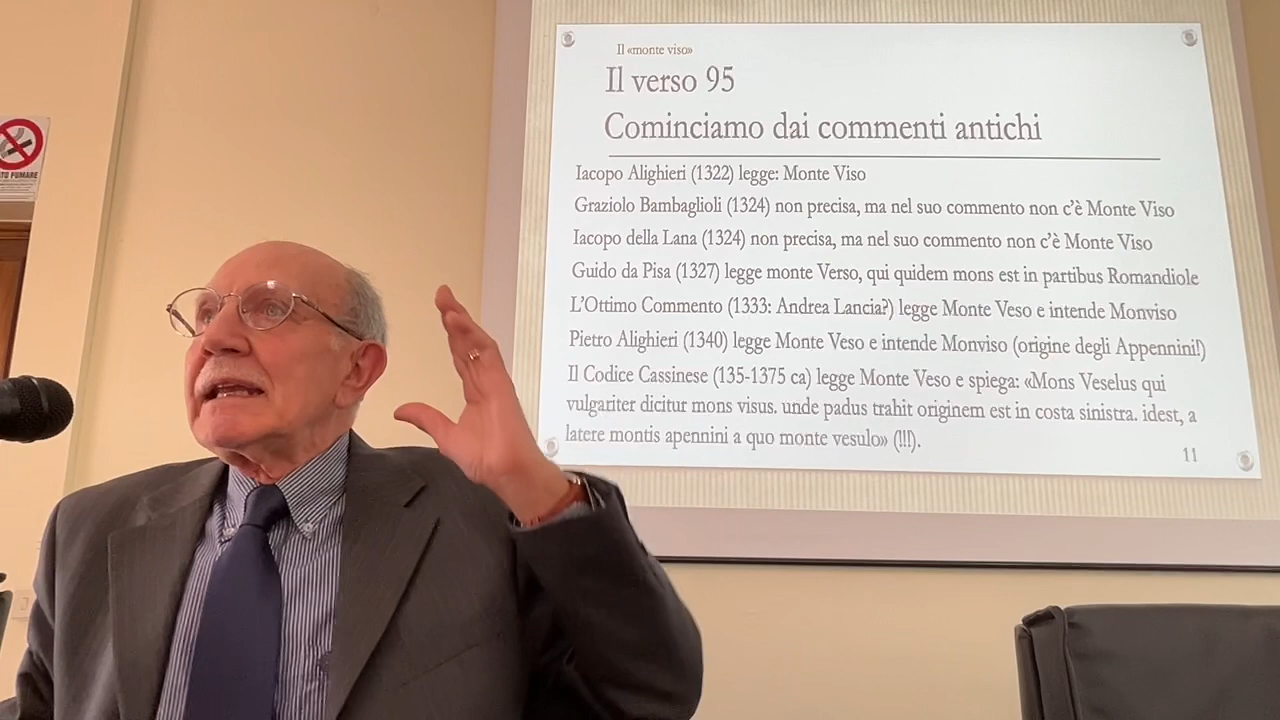 TO FUMARE
Il «monte viso»
Il verso 95
Cominciamo dai commenti antichi
Iacopo Alighieri (1322) legge: Monte Viso
Graziolo Bambaglioli (1324) non precisa, ma nel suo commento non c'è Monte Viso
Iacopo della Lana (1324) non precisa, ma nel suo commento non c'è Monte Viso
Guido da Pisa (1327) legge monte Verso, qui quidem mons est in partibus Romandiole
L'Ottimo Commento (1333: Andrea Lancia?) legge Monte Veso e intende Monviso
Pietro Alighieri (1340) legge Monte Veso e intende Monviso (origine degli Appennini!)
Il Codice Cassinese (135-1375 ca) legge Monte Veso e spiega: «Mons Veselus qui
vulgariter dicitur mons visus. unde padus trahit originem est in costa sinistra. idest, a
latere montis apennini a quo monte vesulo» (!!!).
11